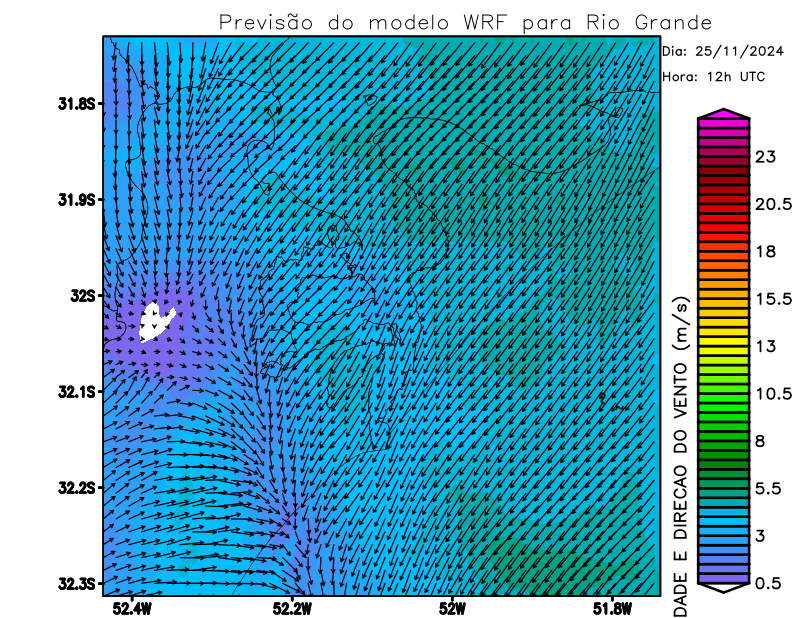 Previsão do modelo WRF para Rio Grande
Dia: 25/11/2024
Hora: 12h UTC
31.8S
31.9S
32S
32.1S
32.2S
32.3S
52.4W
52.2W
52W
51.8W
23
20.5
18
15.5
13
10.5
8
5.5
3
0.5
DADE E DIRECAO DO VENTO (m/s)